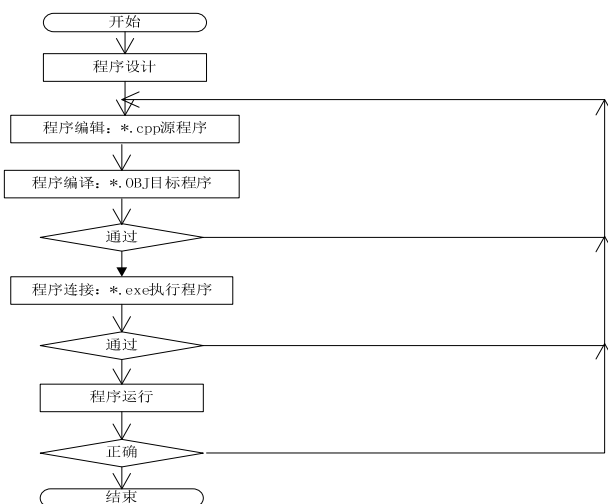 开始
程序设计
程序编辑：*.cpp源程序
程序编译：*.OBJ目标程序
通过
程序连接：*.exe执行程序
通过
程序运行
正确
结束